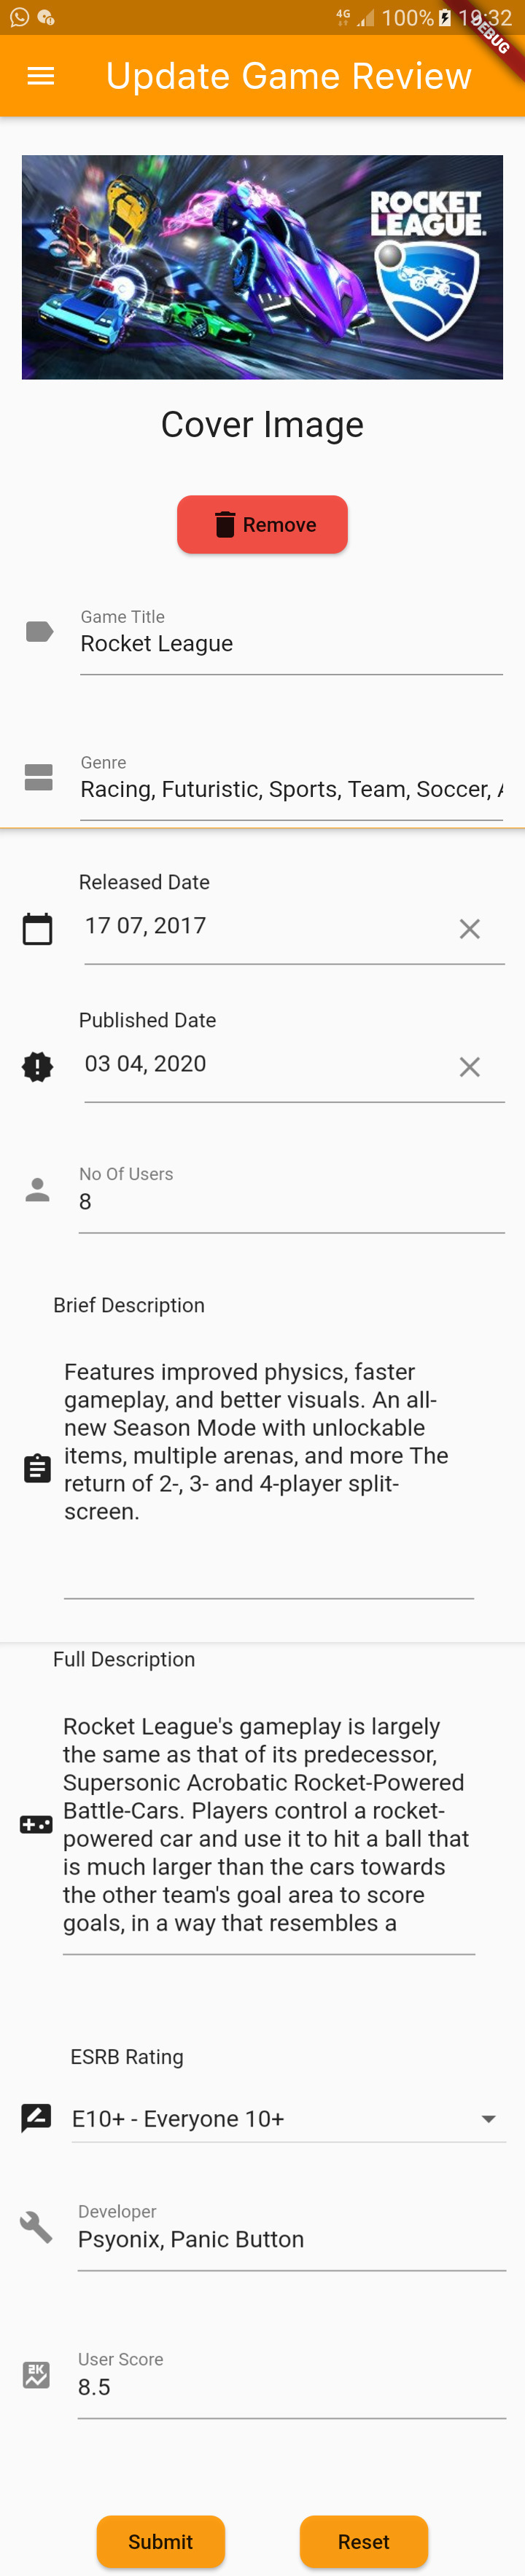 4G 100% 19:32
DEBUG
Update Game Review
ROCKET
LEAGUE.
Cover Image
Remove
Game Title
Rocket League
Genre
Racing, Futuristic, Sports, Team, Soccer,
Released Date
17 07, 2017
Published Date
03 04, 2020
No Of Users
8
Brief Description
Features improved physics, faster
gameplay, and better visuals. An all-
new Season Mode with unlockable
items, multiple arenas, and more The
return of 2-, 3- and 4-player split-
screen.
Full Description
Rocket League's gameplay is largely
the same as that of its predecessor,
Supersonic Acrobatic Rocket-Powered
Battle-Cars. Players control a rocket-
powered car and use it to hit a ball that
is much larger than the cars towards
the other team's goal area to score
goals, in a way that resembles a
ESRB Rating
E10+ - Everyone 10+
Developer
Psyonix, Panic Button
2K
User Score
8.5
Submit Reset